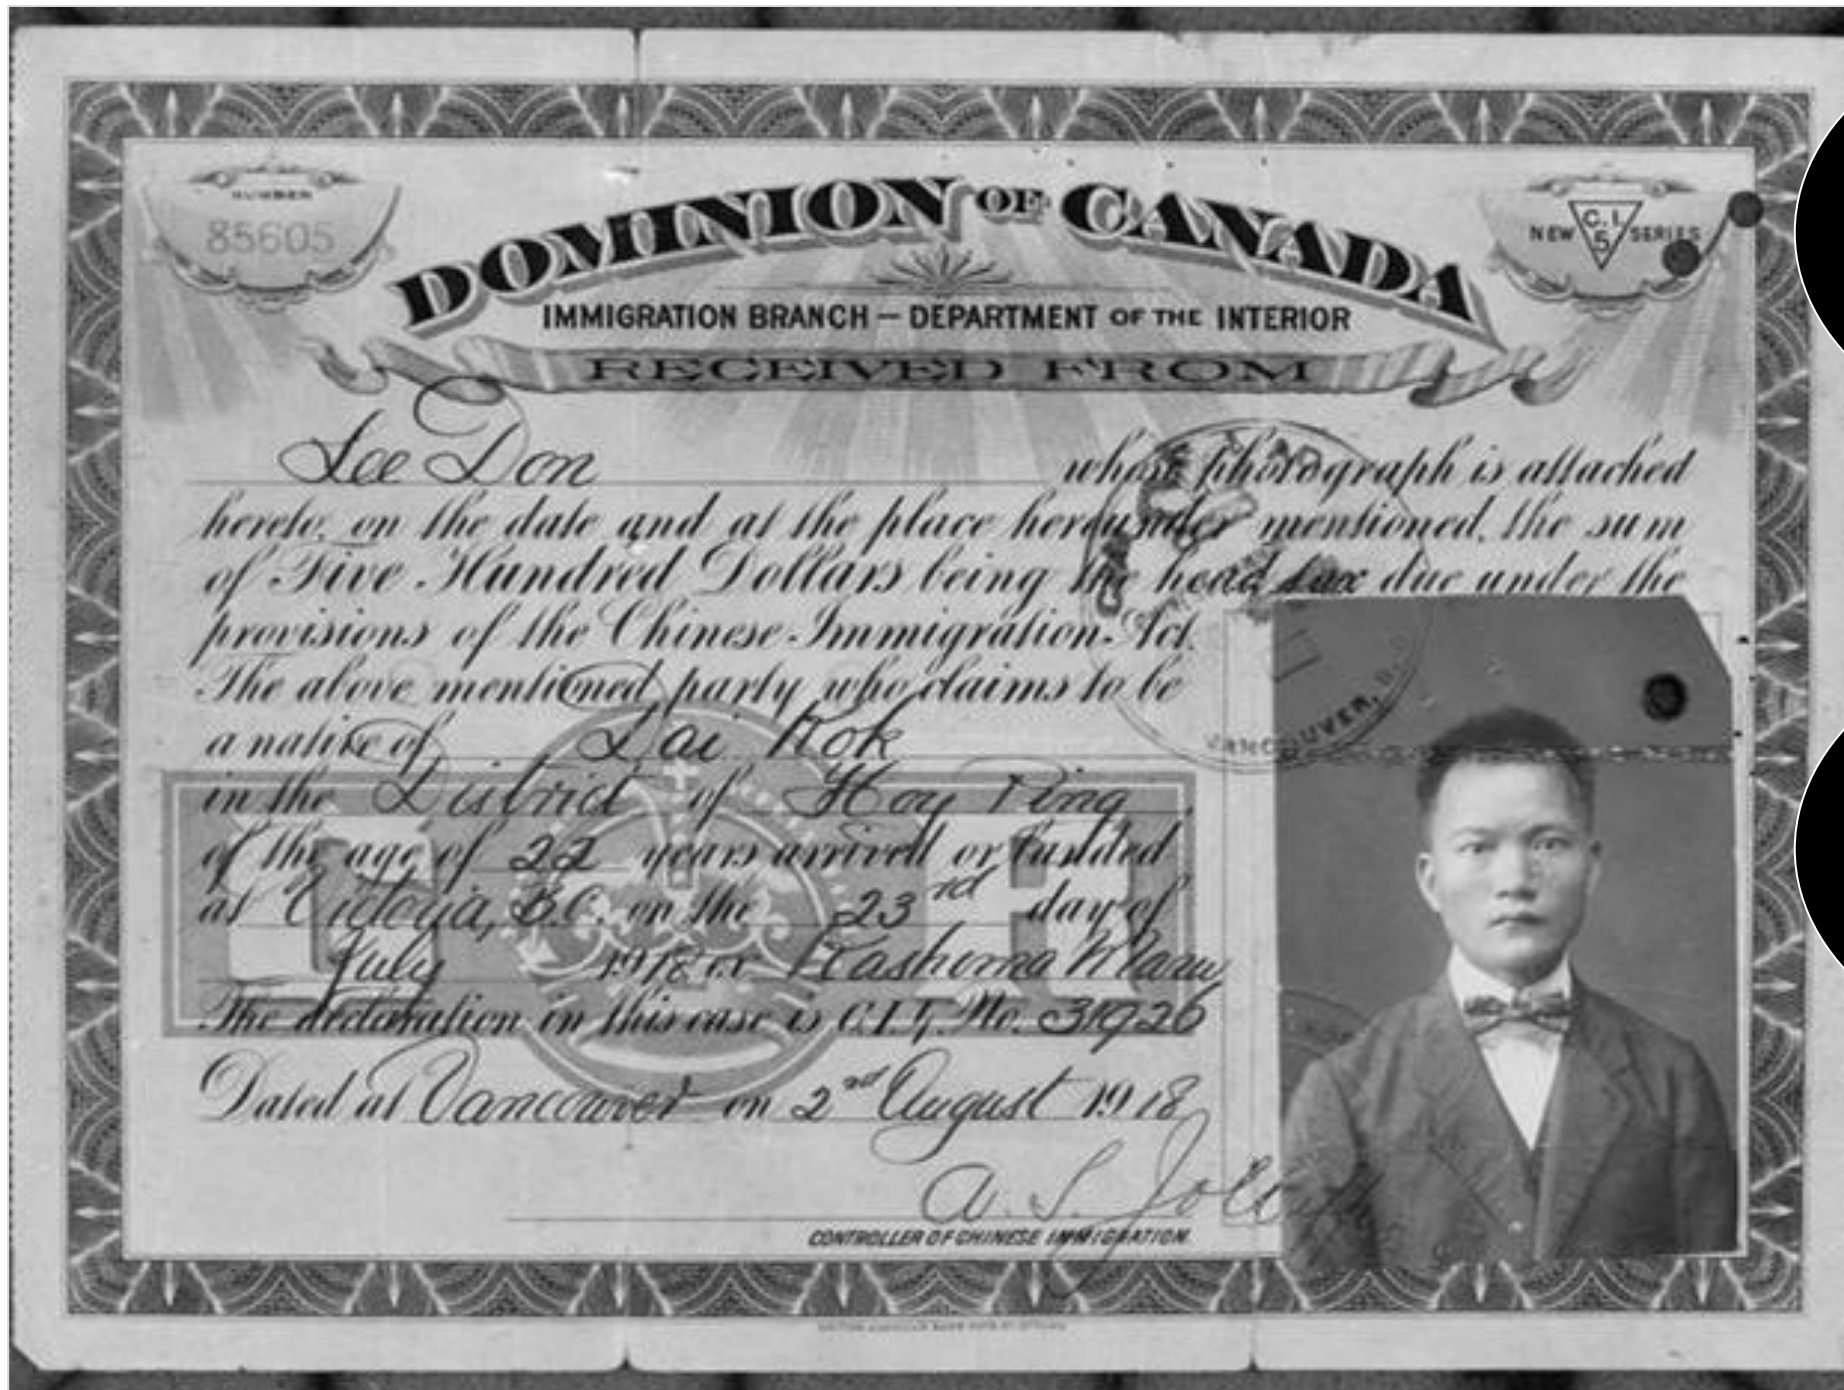 NUMBER
85605
DOMINION OF CANADA
NEW C.I.5 SERIES
IMMIGRATION BRANCH — DEPARTMENT OF THE INTERIOR
RECEIVED FROM
Lee Don whose photograph is attached
hereto, on the date and at the place hereunder mentioned, the sum
of Five Hundred Dollars being the head tax due under the
provisions of the Chinese Immigration Act.
The above mentioned party who claims to be
a native of Lai Kok
in the District of Hoy Ping
of the age of 22 years arrived or landed
at Victoria, B.C. on the 23rd day of
July 1918 ex Kashima Maru
The declaration in this case is C.I.4, No. 31926
Dated at Vancouver on 2nd August 1918
A. S.
CONTROLLER OF CHINESE IMMIGRATION.
VANCOUVER, B.C.